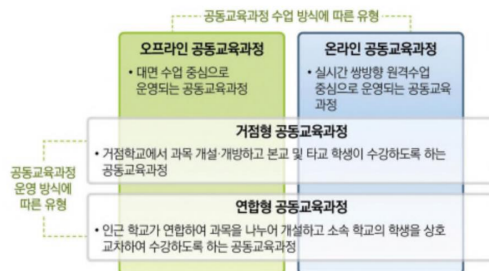 공동교육과정 수업 방식에 따른 유형
오프라인 공동교육과정
• 대면 수업 중심으로
운영되는 공동교육과정
온라인 공동교육과정
• 실시간 쌍방향 원격수업
중심으로 운영되는 공동교육
과정
공동교육과정
운영 방식에
따른 유형
거점형 공동교육과정
• 거점학교에서 과목 개설·개방하고 본교 및 타교 학생이 수강하도록 하는
공동교육과정
연합형 공동교육과정
• 인근 학교가 연합하여 과목을 나누어 개설하고 소속 학교의 학생을 상호
교차하여 수강하도록 하는 공동교육과정